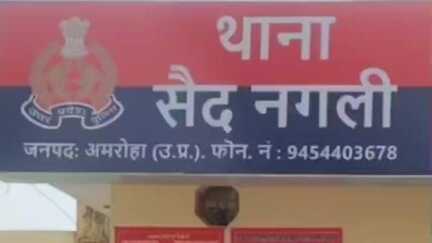 थाना
सैद नगली
जनपदः अमरोहा (उ.प्र.). फोन. नं : 9454403678